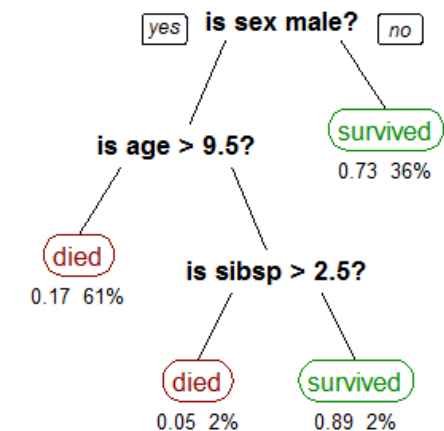 yes is sex male? no
survived
0.73 36%
is age > 9.5?
died
0.17 61%
is sibsp > 2.5?
died survived
0.05 2% 0.89 2%